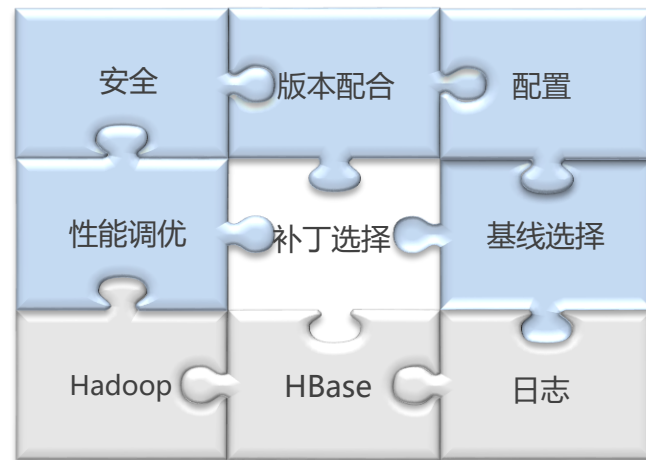 安全
版本配合
配置
性能调优
补丁选择
基线选择
Hadoop
HBase
日志